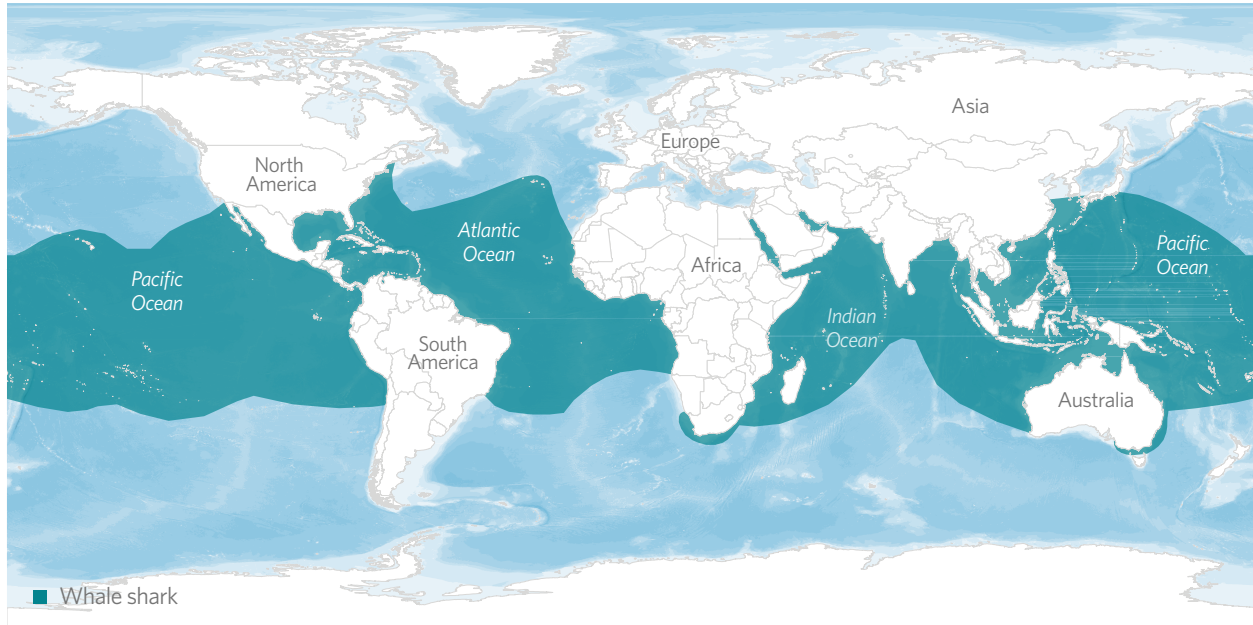 Asia
Europe
North
America
Atlantic
Ocean
Pacific
Ocean
Africa
Pacific
Ocean
Indian
Ocean
South
America
Australia
Whale shark